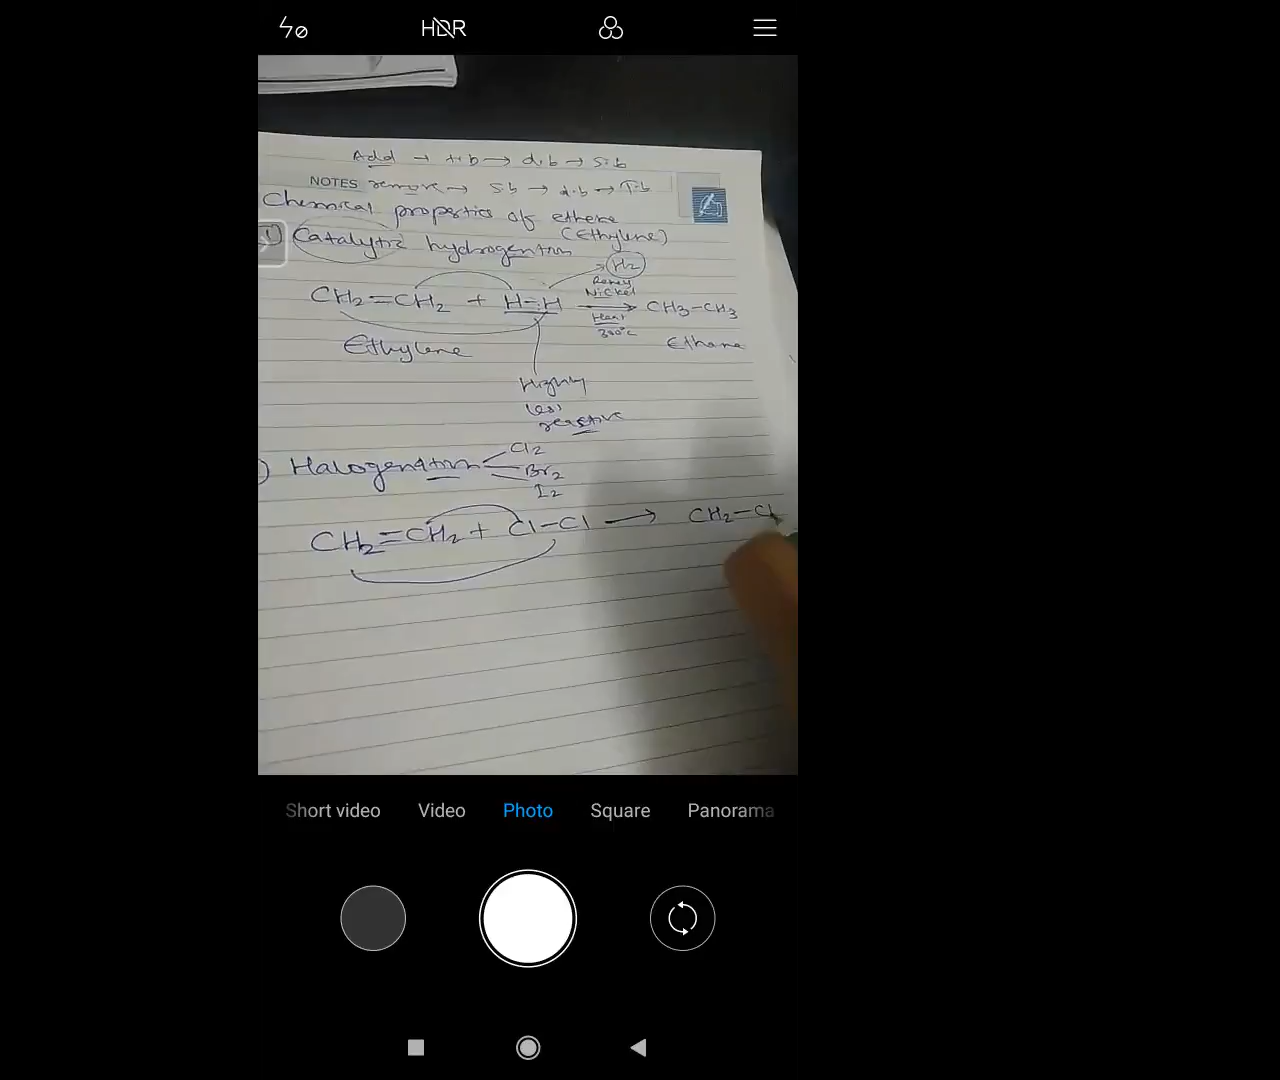 HDR
Add → t.b → d.b → S.b
NOTES remove → S.b → d.b → T.b
Chemical properties of ethene
(Ethylene)
1) Catalytic hydrogention
H2
Raney
Nickel
CH2=CH2 + H-H → CH3-CH3
Heat
300°C
Ethylene
Ethane
Highly
less
reactive
) Halogenation
Cl2
Br2
I2
CH2=CH2 + Cl-Cl → CH2-Cl
Short video Video Photo Square Panorama